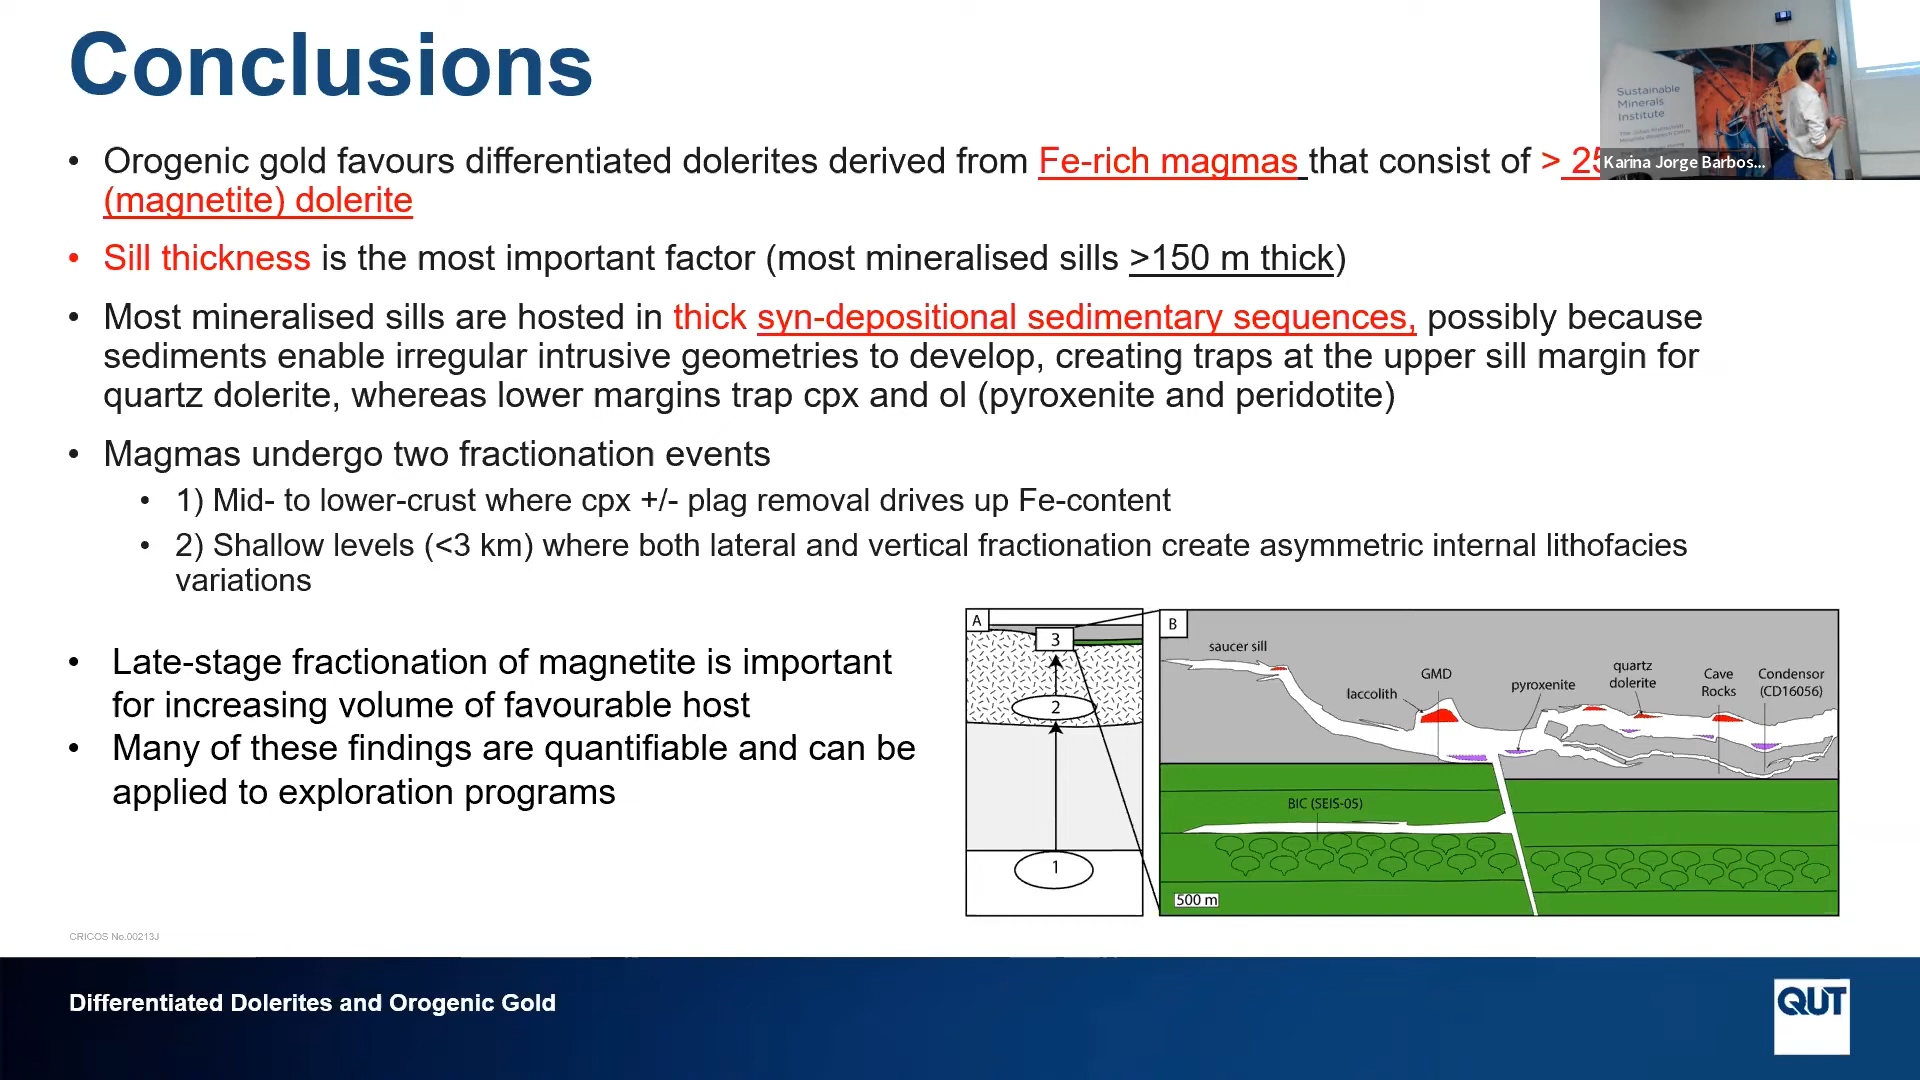 Conclusions
• Orogenic gold favours differentiated dolerites derived from Fe-rich magmas that consist of > 25
(magnetite) dolerite
• Sill thickness is the most important factor (most mineralised sills >150 m thick)
• Most mineralised sills are hosted in thick syn-depositional sedimentary sequences, possibly because
sediments enable irregular intrusive geometries to develop, creating traps at the upper sill margin for
quartz dolerite, whereas lower margins trap cpx and ol (pyroxenite and peridotite)
• Magmas undergo two fractionation events
• 1) Mid- to lower-crust where cpx +/- plag removal drives up Fe-content
• 2) Shallow levels (<3 km) where both lateral and vertical fractionation create asymmetric internal lithofacies
variations
• Late-stage fractionation of magnetite is important
for increasing volume of favourable host
• Many of these findings are quantifiable and can be
applied to exploration programs
A
3
2
1
B
saucer sill
laccolith
GMD
pyroxenite
quartz
dolerite
Cave
Rocks
Condensor
(CD16056)
BIC (SEIS-05)
500 m
Sustainable
Minerals
Institute
Karina Jorge Barbos...
CRICOS No.00213J
Differentiated Dolerites and Orogenic Gold
QUT